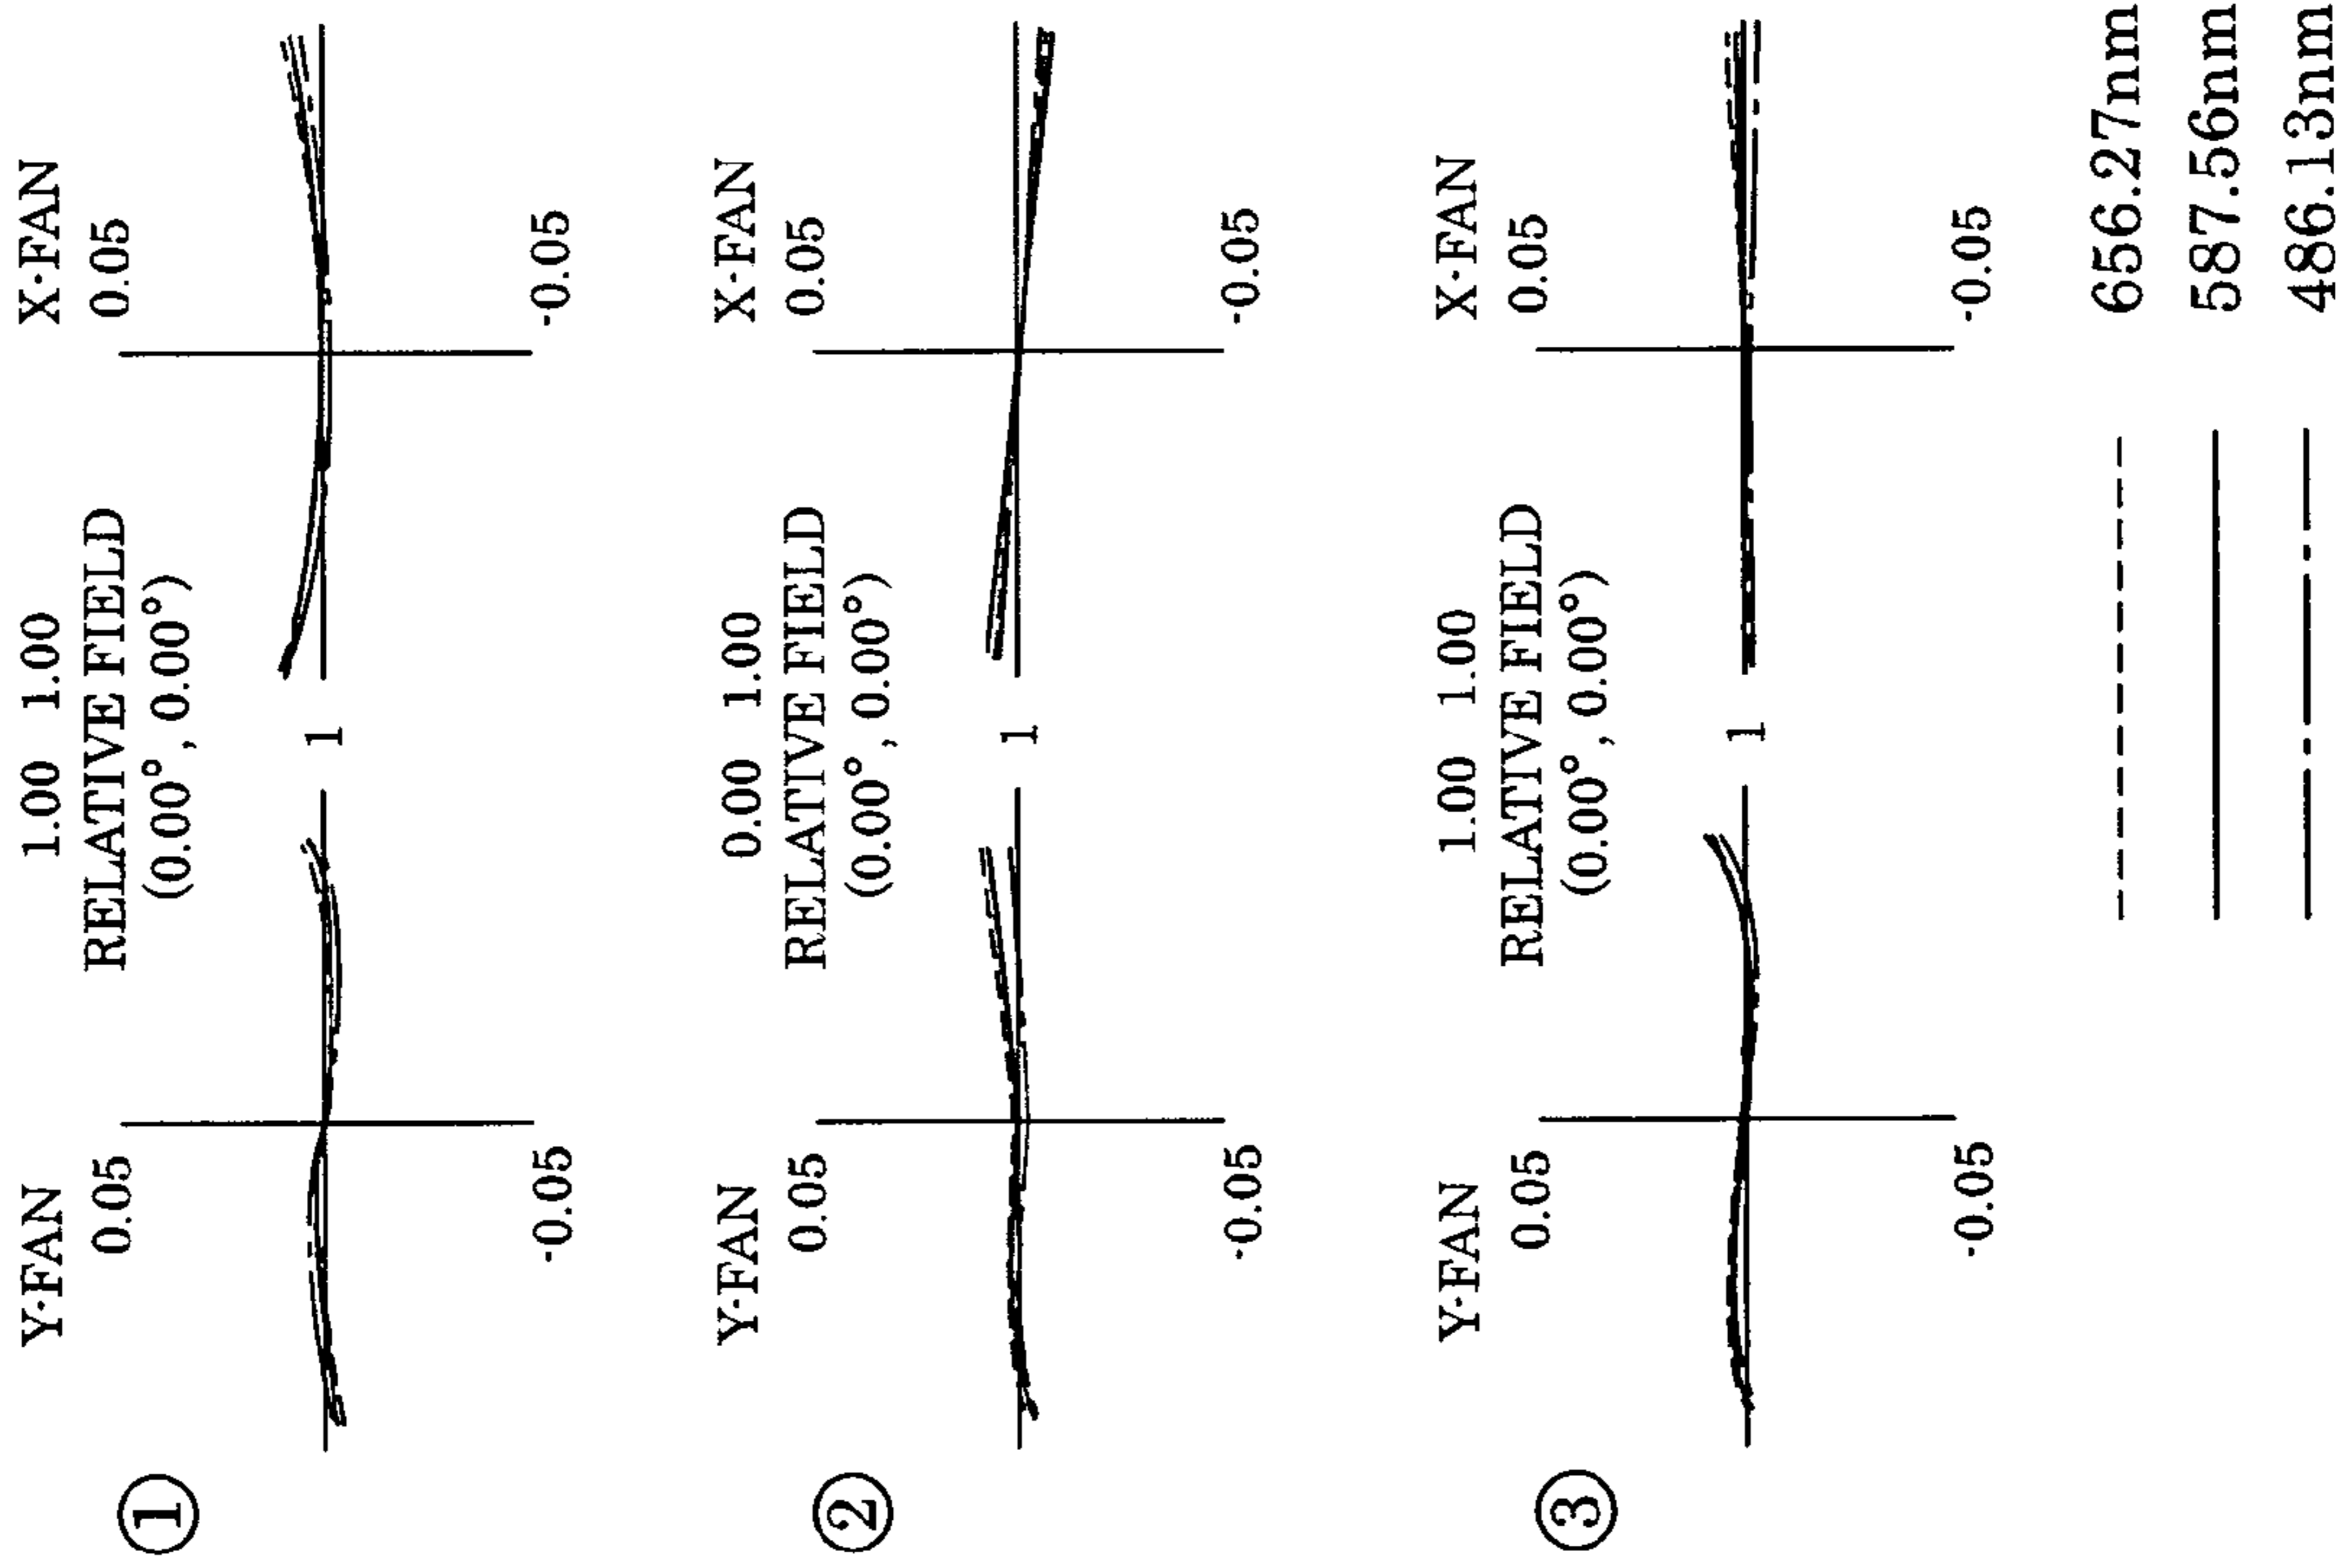 Y-FAN 1.00 1.00 X-FAN
0.05 RELATIVE FIELD 0.05
① (0.00°, 0.00°)
1
-0.05 -0.05
Y-FAN 0.00 1.00 X-FAN
0.05 RELATIVE FIELD 0.05
② (0.00°, 0.00°)
1
-0.05 -0.05
Y-FAN 1.00 1.00 X-FAN
0.05 RELATIVE FIELD 0.05
③ (0.00°, 0.00°)
1
-0.05 -0.05
656.27nm
587.56nm
486.13nm